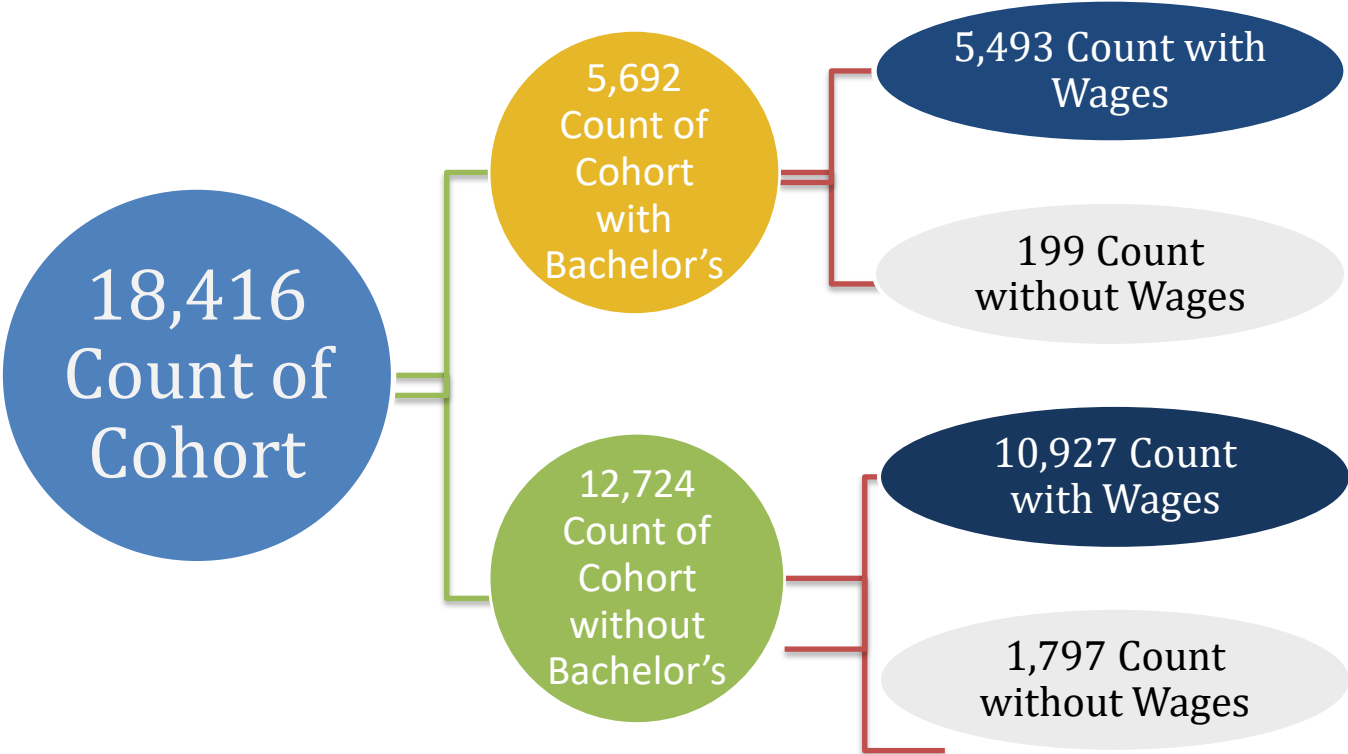 18,416
Count of
Cohort
5,692
Count of
Cohort
with
Bachelor’s
5,493 Count with
Wages
199 Count
without Wages
12,724
Count of
Cohort
without
Bachelor’s
10,927 Count
with Wages
1,797 Count
without Wages